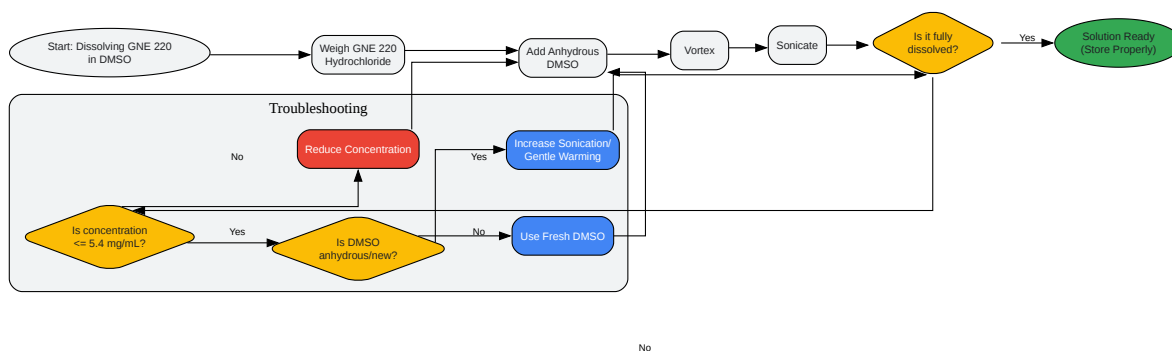 Start: Dissolving GNE 220
in DMSO
Weigh GNE 220
Hydrochloride
Add Anhydrous
DMSO
Vortex
Sonicate
Is it fully
dissolved?
Yes
Solution Ready
(Store Properly)
Troubleshooting
No
Reduce Concentration
Yes
Increase Sonication/
Gentle Warming
Is concentration
<= 5.4 mg/mL?
Yes
Is DMSO
anhydrous/new?
No
Use Fresh DMSO
No